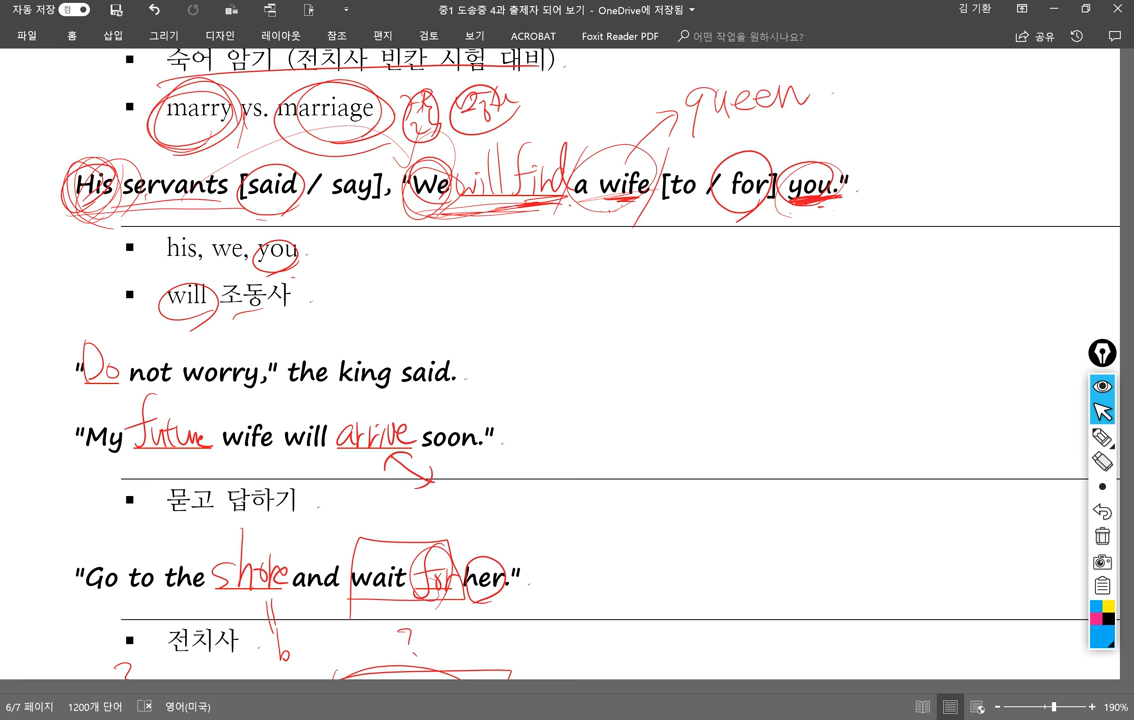 자동 저장 컴 중1 도송중 4과 출제자 되어 보기 - OneDrive에 저장됨 김 기환
파일 홈 삽입 그리기 디자인 레이아웃 참조 편지 검토 보기 ACROBAT Foxit Reader PDF 어떤 작업을 원하시나요? 공유
숙어 암기 (전치사 빈칸 시험 대비)
marry vs. marriage
queen
His servants [said / say], "We will find a wife [to / for] you."
his, we, you
will 조동사
"Do not worry," the king said.
"My future wife will arrive soon."
묻고 답하기
"Go to the shore and wait for her."
전치사 b ?
?
6/7 페이지 1200개 단어 영어(미국) 190%